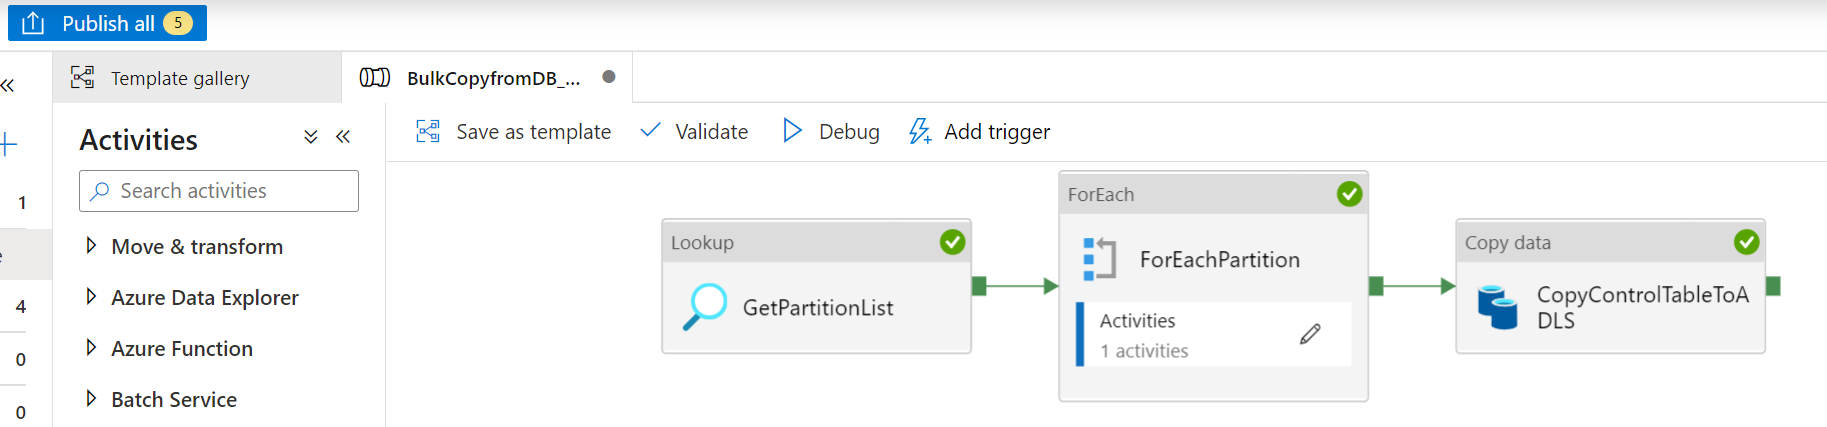 Publish all 5
Template gallery
BulkCopyfromDB_...
Activities
Save as template
Validate
Debug
Add trigger
Search activities
1
Move & transform
e
Azure Data Explorer
4
Azure Function
0
Batch Service
0
Lookup
GetPartitionList
ForEach
ForEachPartition
Activities
1 activities
Copy data
CopyControlTableToA
DLS